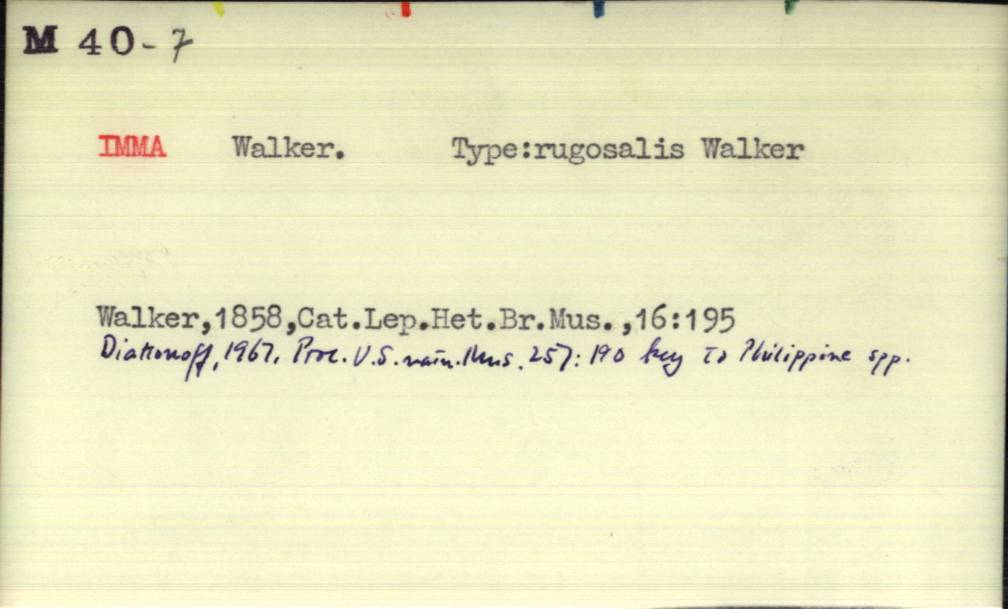 M 40-7
IMMA Walker. Type:rugosalis Walker
Walker,1858,Cat.Lep.Het.Br.Mus.,16:195
Diakonoff, 1967. Proc. U.S. natn. Mus. 257: 190 key to Philippine spp.